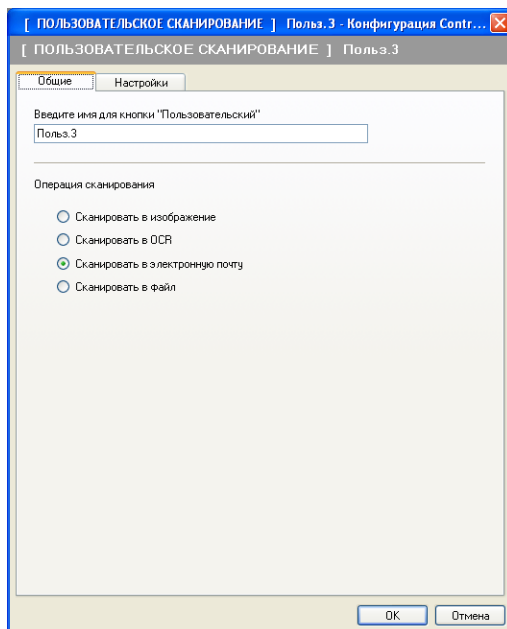 [ ПОЛЬЗОВАТЕЛЬСКОЕ СКАНИРОВАНИЕ ] Польз.3 - Конфигурация Contr...
[ ПОЛЬЗОВАТЕЛЬСКОЕ СКАНИРОВАНИЕ ] Польз.3
Общие Настройки
Введите имя для кнопки "Пользовательский"
Польз.3
Операция сканирования
Сканировать в изображение
Сканировать в OCR
Сканировать в электронную почту
Сканировать в файл
OK Отмена